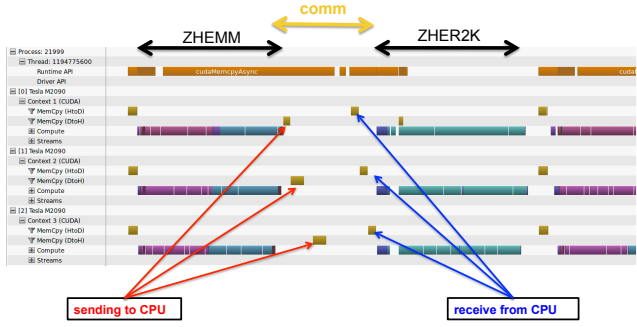 comm
ZHEMM
ZHER2K
Process: 21999
Thread: 1194775600
Runtime API
cudaMemcpyAsync
cuda
Driver API
[0] Tesla M2090
Context 1 (CUDA)
MemCpy (HtoD)
MemCpy (DtoH)
Compute
Streams
[1] Tesla M2090
Context 2 (CUDA)
MemCpy (HtoD)
MemCpy (DtoH)
Compute
Streams
[2] Tesla M2090
Context 3 (CUDA)
MemCpy (HtoD)
MemCpy (DtoH)
Compute
Streams
sending to CPU
receive from CPU